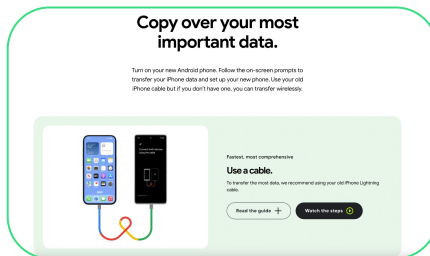 Copy over your most
important data.
Turn on your new Android phone. Follow the on-screen prompts to
transfer your iPhone data and set up your new phone. Use your old
iPhone cable but if you don't have one, you can transfer wirelessly.
Fastest, most comprehensive
Use a cable.
To transfer the most data, we recommend using your old iPhone Lightning
cable.
Read the guide
Watch the steps